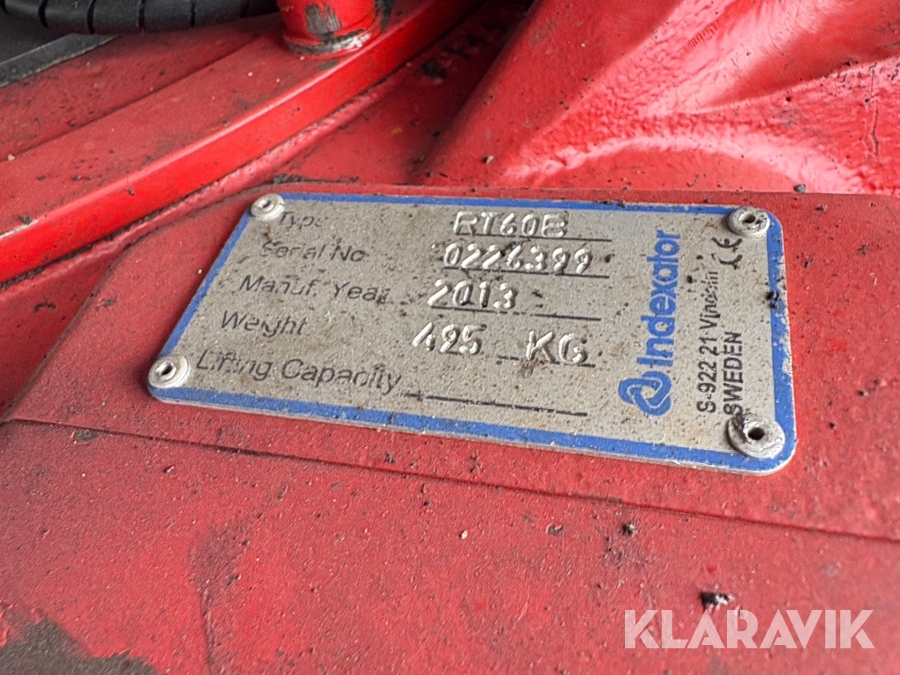 Type RT60B
Serial No 0226399
Manuf. Year 2013
Weight 425 KG
Lifting Capacity
Indexator
S-922 21 Vindeln CE
SWEDEN
KLARAVIK